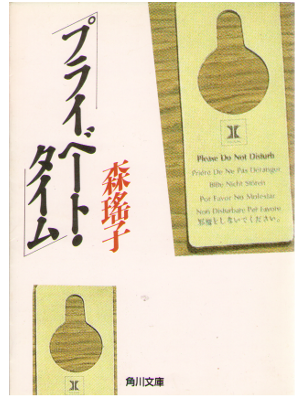 「プライベート・
タイム」
森瑤子
Please Do Not Disturb
Prière De Ne Pas Déranger
Bitte Nicht Stören
Por Favor No Molestar
Non Disturbare Per Favore
邪魔をしないでください。
角川文庫